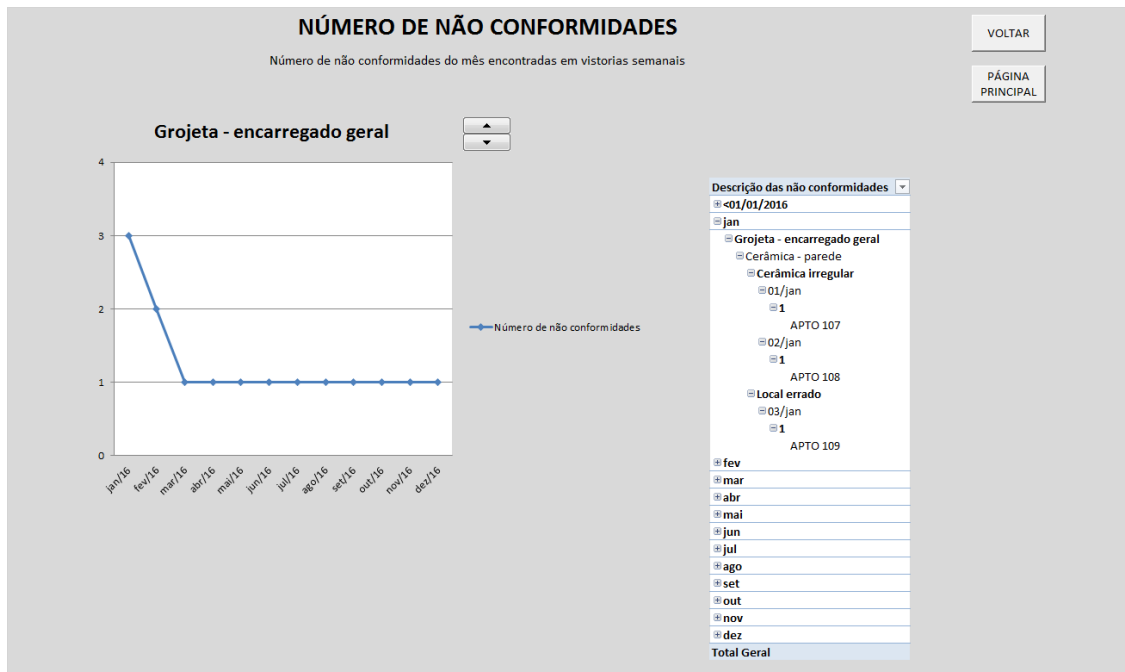 NÚMERO DE NÃO CONFORMIDADES
Número de não conformidades do mês encontradas em vistorias semanais
VOLTAR
PÁGINA
PRINCIPAL
Grojeta - encarregado geral
4
3
2
1
0
jan/16
fev/16
mar/16
abr/16
mai/16
jun/16
jul/16
ago/16
set/16
out/16
nov/16
dez/16
Número de não conformidades
Descrição das não conformidades
<01/01/2016
jan
Grojeta - encarregado geral
Cerâmica - parede
Cerâmica irregular
01/jan
1
APTO 107
02/jan
1
APTO 108
Local errado
03/jan
1
APTO 109
fev
mar
abr
mai
jun
jul
ago
set
out
nov
dez
Total Geral